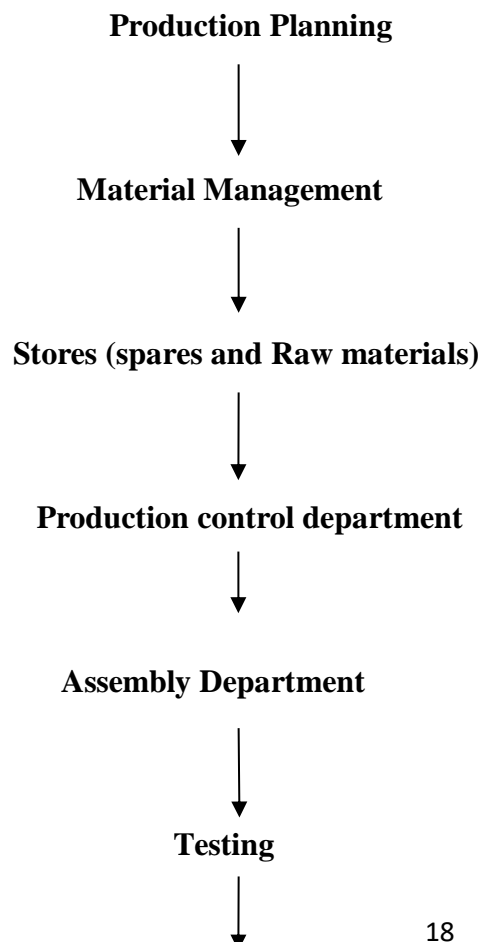 Production Planning
Material Management
Stores (spares and Raw materials)
Production control department
Assembly Department
Testing
18